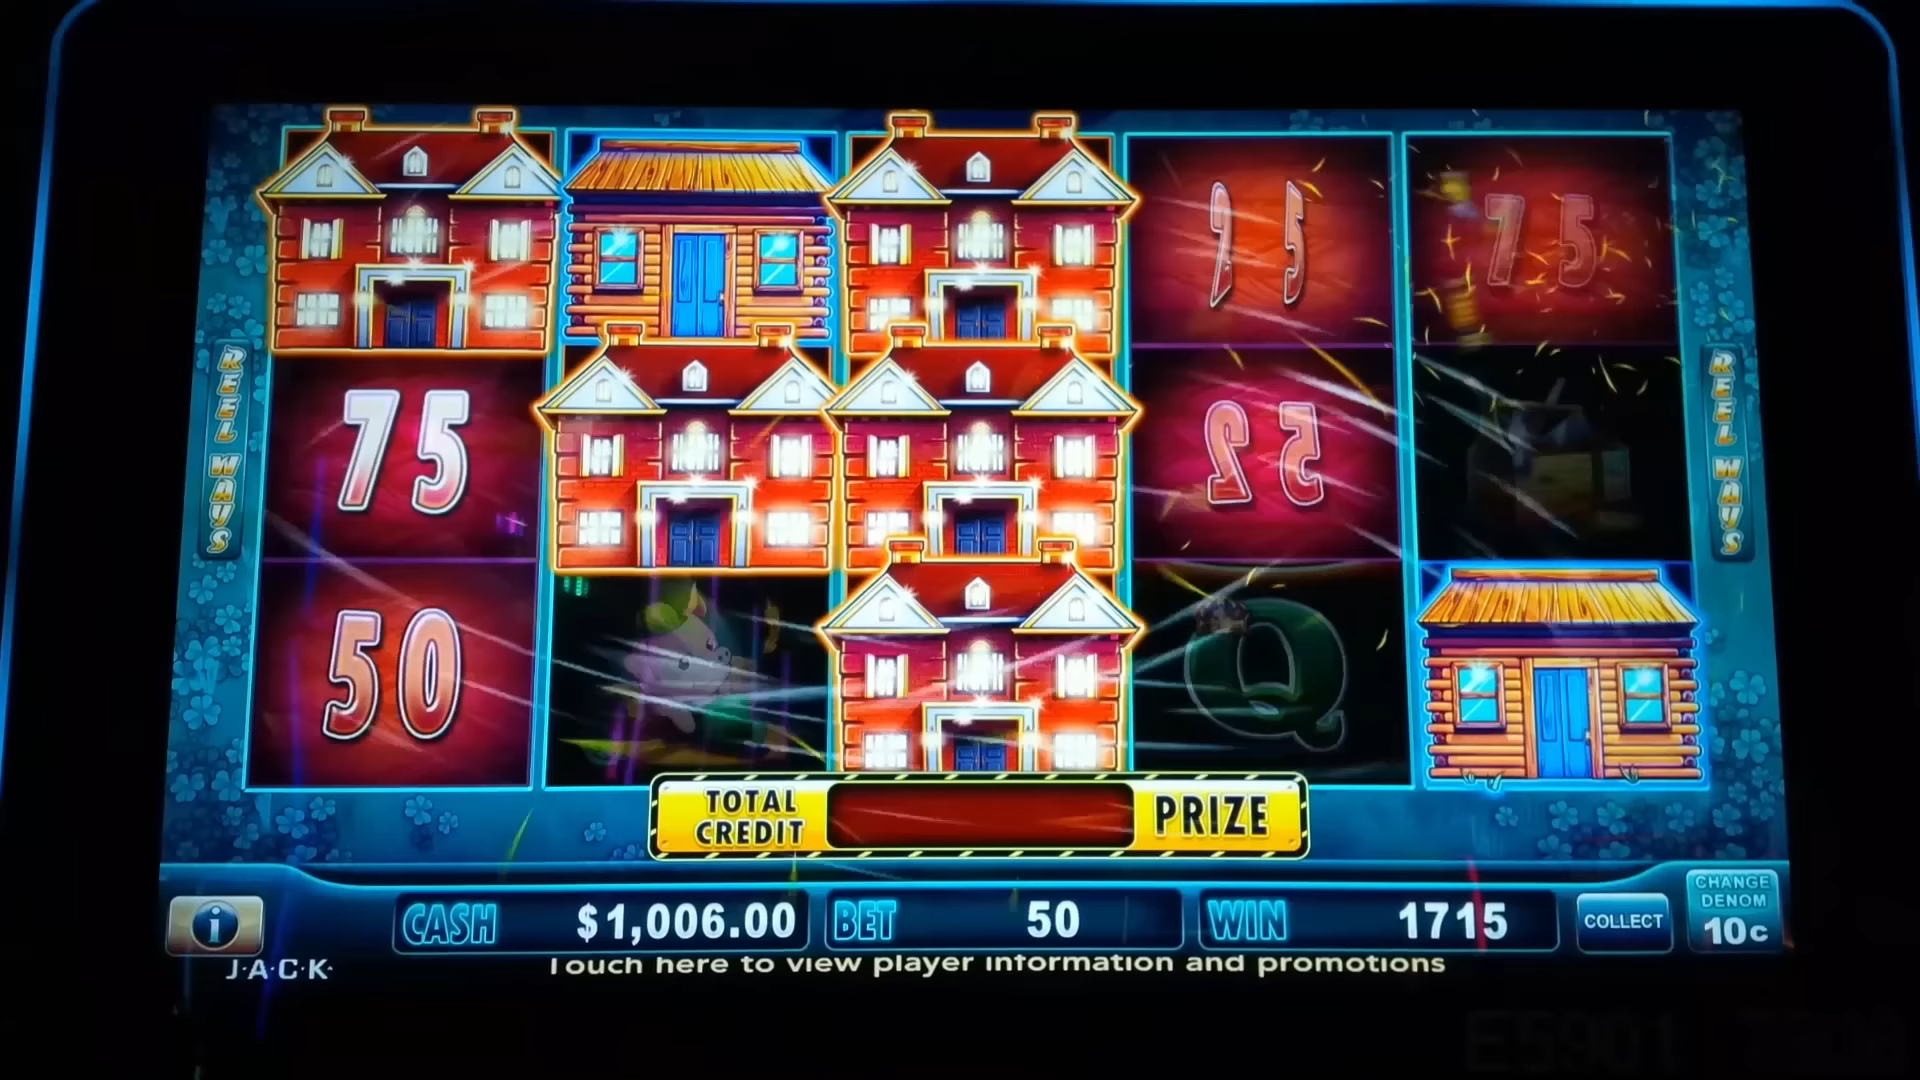 75
75
REEL WAYS
75
25
REEL WAYS
50
Q
TOTAL
CREDIT
PRIZE
CHANGE
DENOM
10c
CASH $1,006.00
BET 50
WIN 1715
COLLECT
i
J·A·C·K·
Touch here to view player information and promotions